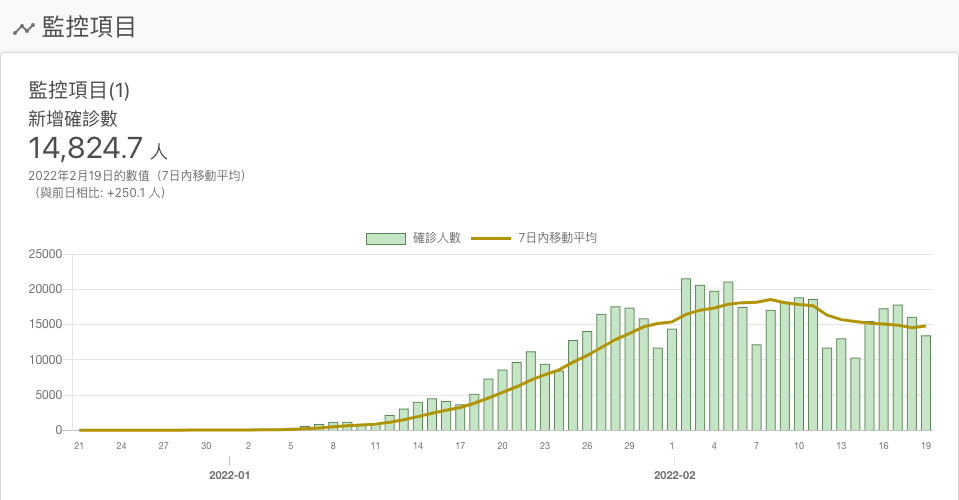 監控項目
監控項目(1)
新增確診數
14,824.7 人
2022年2月19日的數值（7日內移動平均）
（與前日相比: +250.1 人）
確診人數 7日內移動平均
25000
20000
15000
10000
5000
0
21 24 27 30 2 5 8 11 14 17 20 23 26 29 1 4 7 10 13 16 19
2022-01 2022-02